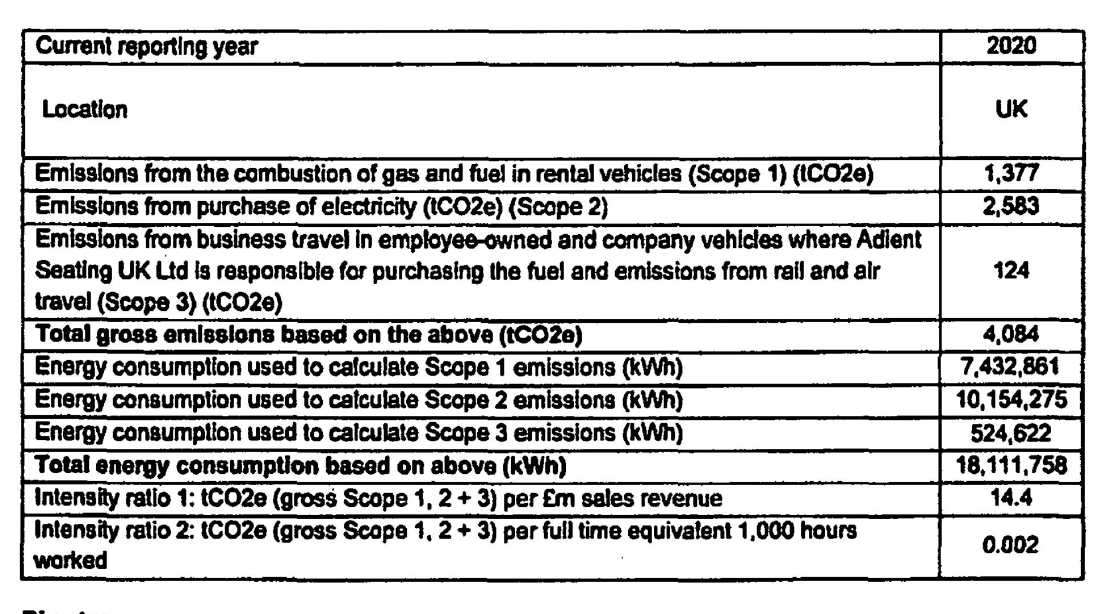 Current reporting year 2020
Location UK
Emissions from the combustion of gas and fuel in rental vehicles (Scope 1) (tCO2e) 1,377
Emissions from purchase of electricity (tCO2e) (Scope 2) 2,583
Emissions from business travel in employee-owned and company vehicles where Adient
Seating UK Ltd is responsible for purchasing the fuel and emissions from rail and air 124
travel (Scope 3) (tCO2e)
Total gross emissions based on the above (tCO2e) 4,084
Energy consumption used to calculate Scope 1 emissions (kWh) 7,432,861
Energy consumption used to calculate Scope 2 emissions (kWh) 10,154,275
Energy consumption used to calculate Scope 3 emissions (kWh) 524,622
Total energy consumption based on above (kWh) 18,111,758
Intensity ratio 1: tCO2e (gross Scope 1, 2 + 3) per £m sales revenue 14.4
Intensity ratio 2: tCO2e (gross Scope 1, 2 + 3) per full time equivalent 1,000 hours 0.002
worked